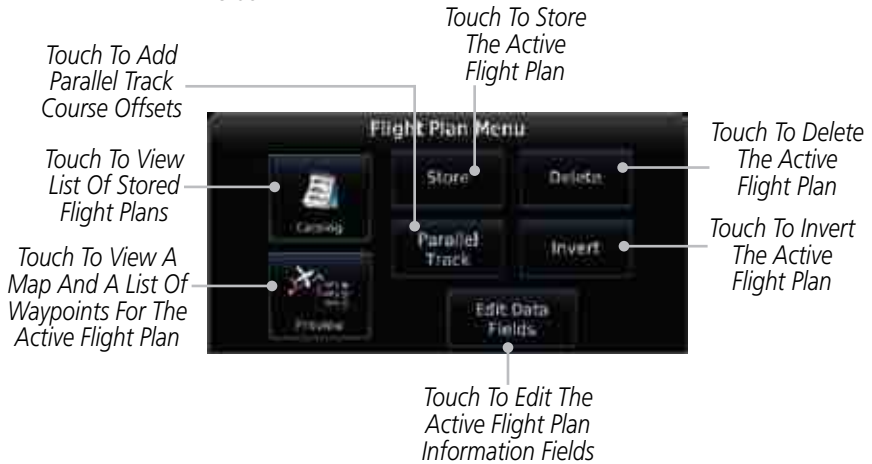 Touch To Store
The Active
Flight Plan
Touch To Add
Parallel Track
Course Offsets
Touch To View
List Of Stored
Flight Plans
Touch To View A
Map And A List Of
Waypoints For The
Active Flight Plan
Flight Plan Menu
Catalog
Store
Delete
Parallel
Track
Invert
Preview
Edit Data
Fields
Touch To Delete
The Active
Flight Plan
Touch To Invert
The Active
Flight Plan
Touch To Edit The
Active Flight Plan
Information Fields